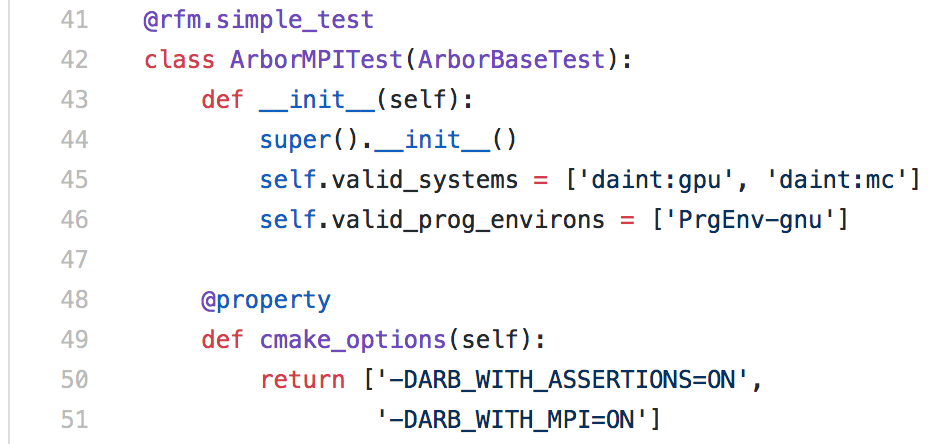 41 @rfm.simple_test
42 class ArborMPITest(ArborBaseTest):
43 def __init__(self):
44 super().__init__()
45 self.valid_systems = ['daint:gpu', 'daint:mc']
46 self.valid_prog_environs = ['PrgEnv-gnu']
47
48 @property
49 def cmake_options(self):
50 return ['-DARB_WITH_ASSERTIONS=ON',
51 '-DARB_WITH_MPI=ON']